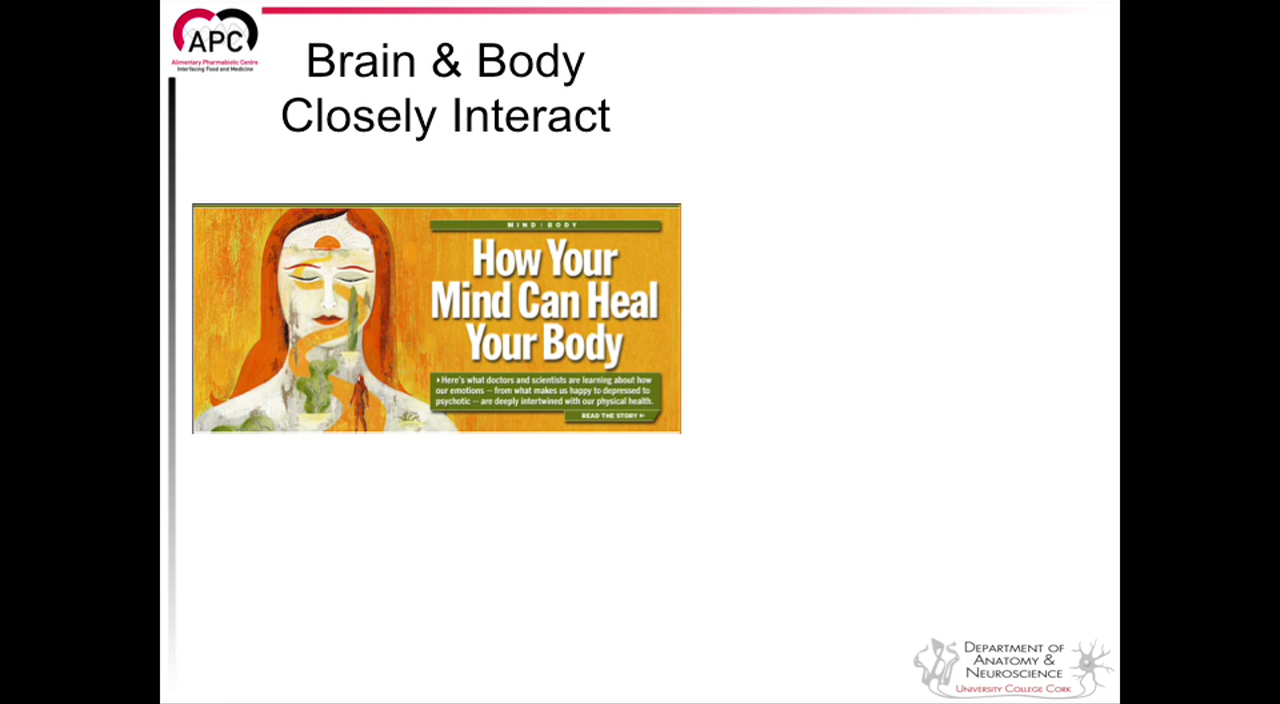 APC
Alimentary Pharmabiotic Centre
Interfacing Food and Medicine
Brain & Body
Closely Interact
MIND | BODY
How Your
Mind Can Heal
Your Body
Here's what doctors and scientists are learning about how
our emotions — from what makes us happy to depressed to
psychotic — are deeply intertwined with our physical health.
READ THE STORY
DEPARTMENT OF
ANATOMY &
NEUROSCIENCE
UNIVERSITY COLLEGE CORK